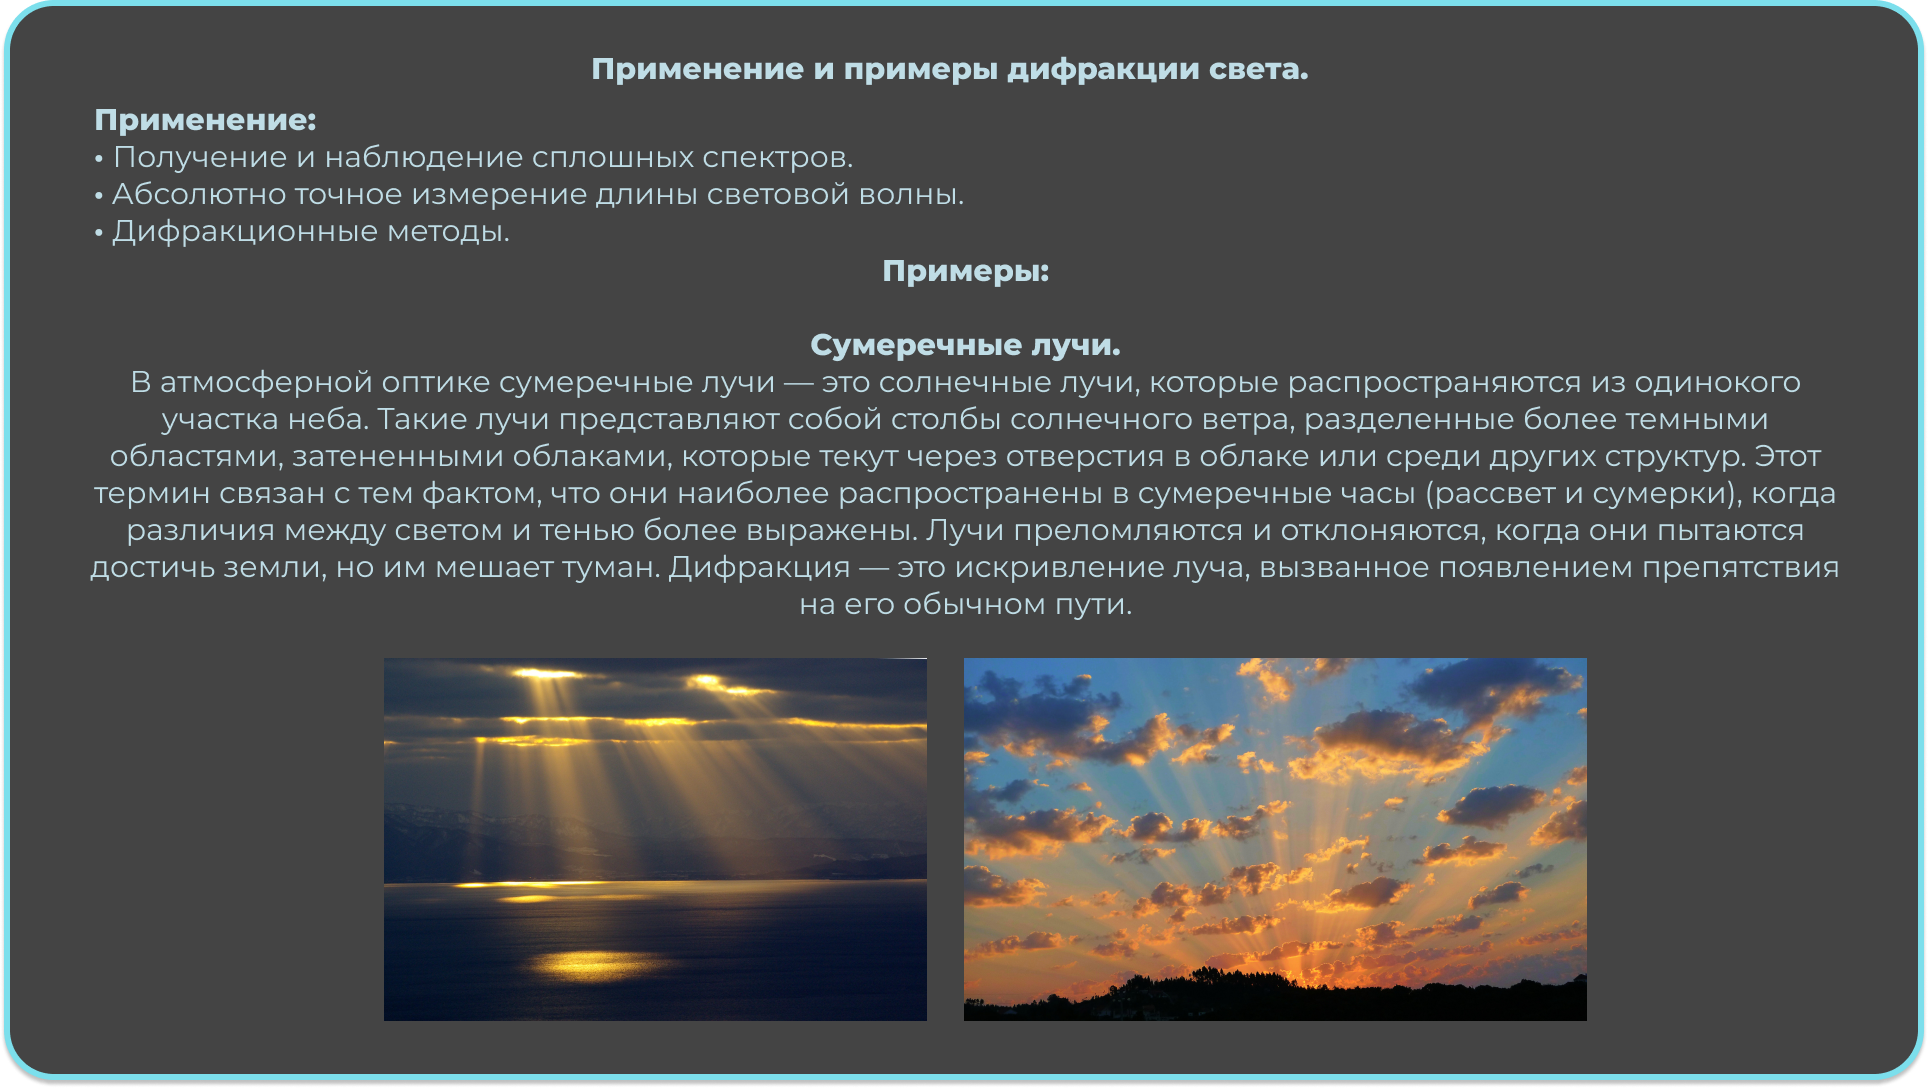 Применение и примеры дифракции света.
Применение:
• Получение и наблюдение сплошных спектров.
• Абсолютно точное измерение длины световой волны.
• Дифракционные методы.
Примеры:
Сумеречные лучи.
В атмосферной оптике сумеречные лучи — это солнечные лучи, которые распространяются из одинокого
участка неба. Такие лучи представляют собой столбы солнечного ветра, разделенные более темными
областями, затененными облаками, которые текут через отверстия в облаке или среди других структур. Этот
термин связан с тем фактом, что они наиболее распространены в сумеречные часы (рассвет и сумерки), когда
различия между светом и тенью более выражены. Лучи преломляются и отклоняются, когда они пытаются
достичь земли, но им мешает туман. Дифракция — это искривление луча, вызванное появлением препятствия
на его обычном пути.